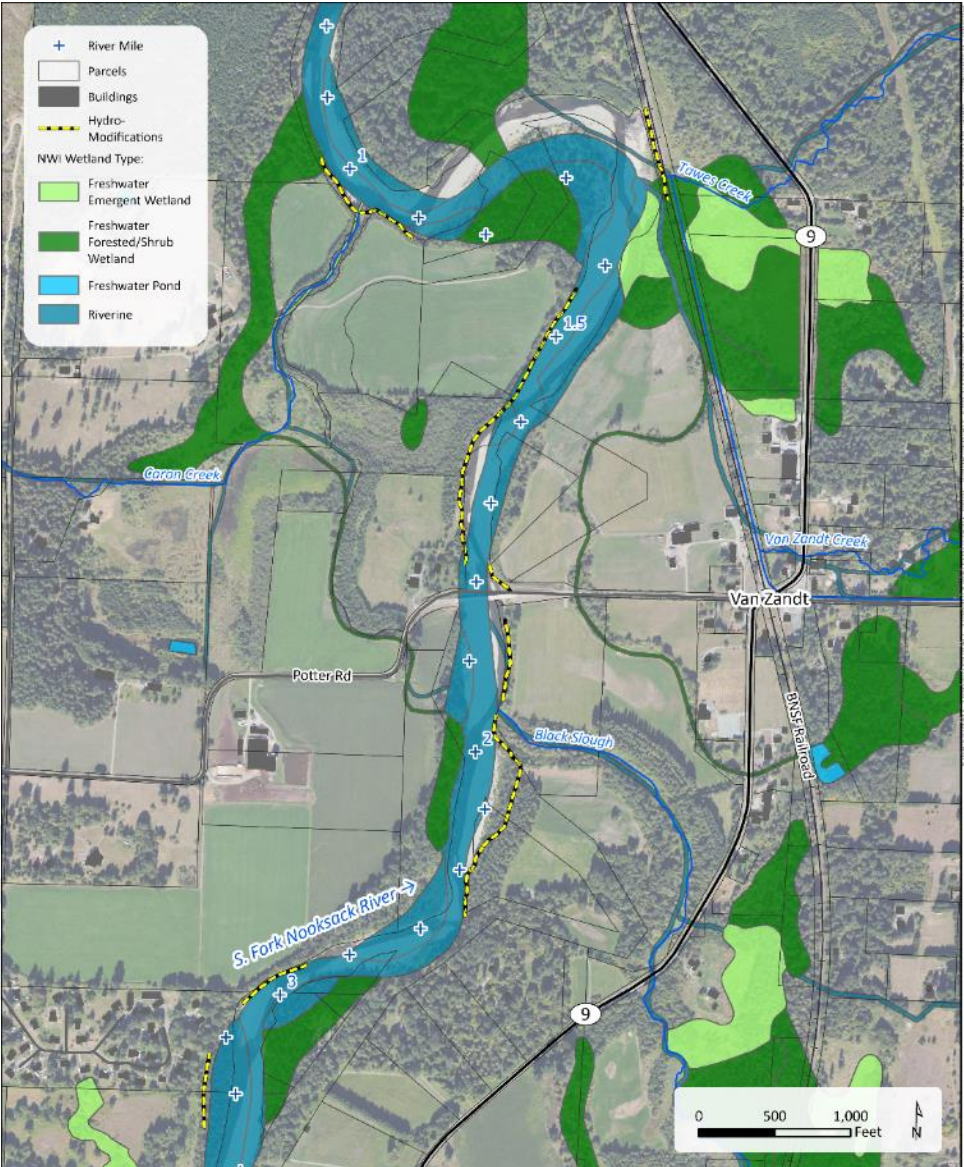 River Mile
Parcels
Buildings
Hydro-
Modifications
NWI Wetland Type:
Freshwater
Emergent Wetland
Freshwater
Forested/Shrub
Wetland
Freshwater Pond
Riverine
1
Tawes Creek
9
1.5
Caron Creek
Van Zandt Creek
Van Zandt
Potter Rd
BNSF Railroad
2
Black Slough
S. Fork Nooksack River →
3
9
0 500 1,000
Feet
N